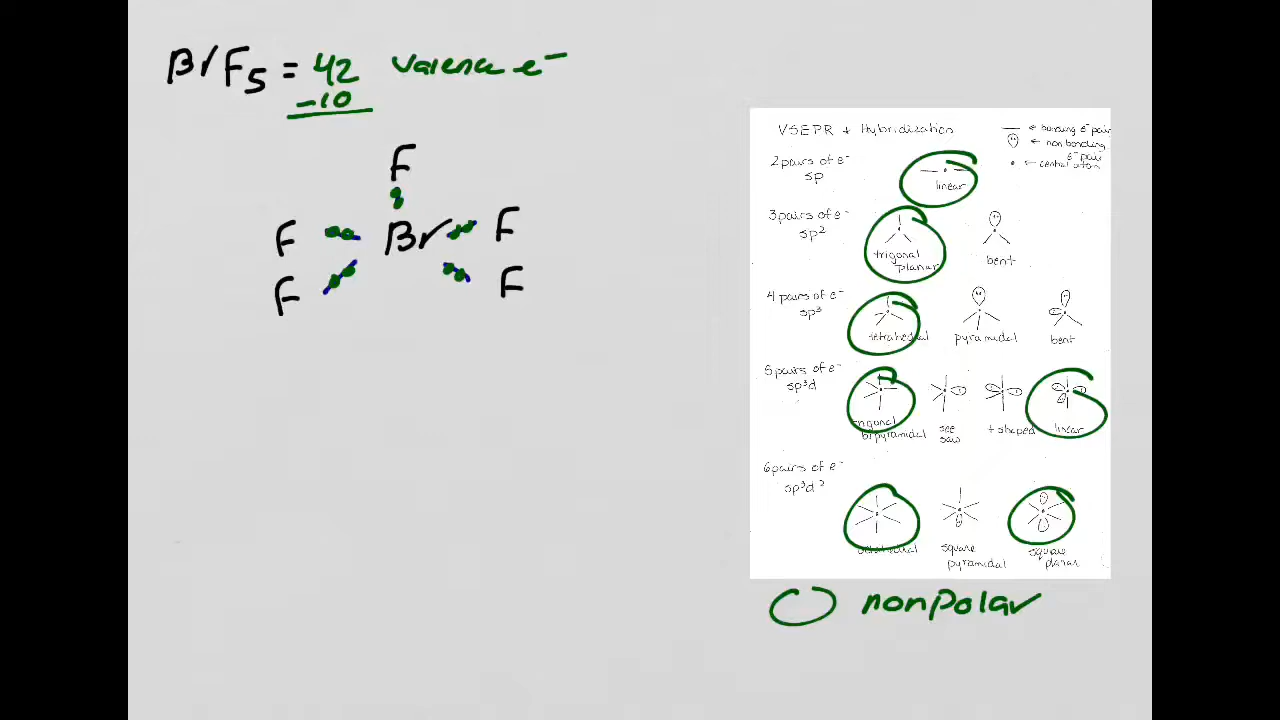 BrF5 = 42 valence e-
-10
F
F Br F
F F
VSEPR + Hybridization
← bonding e- pair
← nonbonding e- pair
← central atom
2 pairs of e-
sp
linear
3 pairs of e-
sp2
trigonal planar
bent
4 pairs of e-
sp3
tetrahedral
pyramidal
bent
5 pairs of e-
sp3d
trigonal bipyramidal
see saw
t shaped
linear
6 pairs of e-
sp3d2
octahedral
square pyramidal
square planar
nonpolar